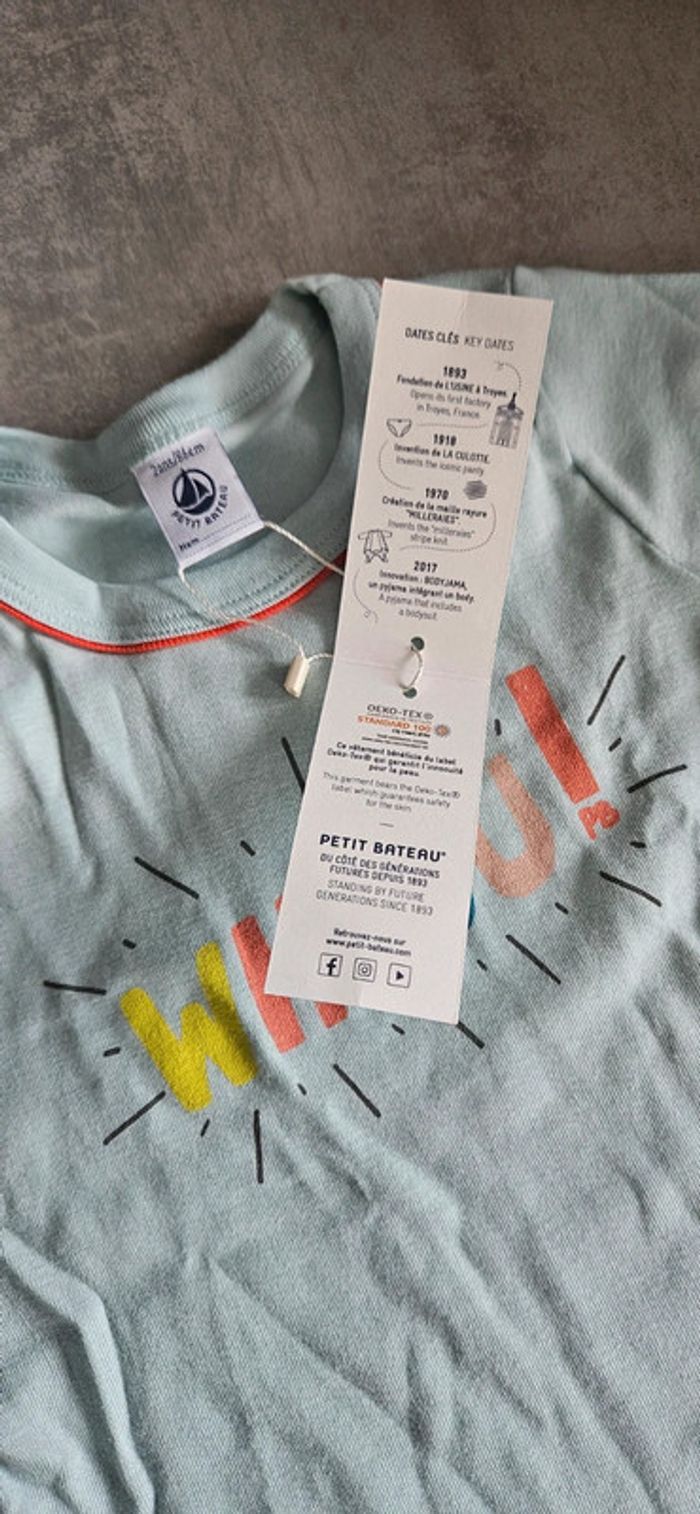 2ans/86cm
PETIT BATEAU
Nom
DATES CLÉS KEY DATES
1893
Fondation de L'USINE à Troyes.
Opens its first factory
in Troyes, France.
1918
Invention de LA CULOTTE.
Invents the iconic panty
1970
Création de la maille rayure
"MILLERAIES".
Invents the "milleraies"
stripe knit
2017
Innovation : BODYJAMA,
un pyjama intégrant un body.
A pyjama that includes
a bodysuit.
OEKO-TEX®
STANDARD 100
Ce vêtement bénéficie du label
Oeko-Tex® qui garantit l'innocuité
pour la peau
This garment bears the Oeko-Tex®
label which guarantees safety
for the skin.
PETIT BATEAU®
DU CÔTÉ DES GÉNÉRATIONS
FUTURES DEPUIS 1893
STANDING BY FUTURE
GENERATIONS SINCE 1893
Retrouvez-nous sur
www.petit-bateau.com